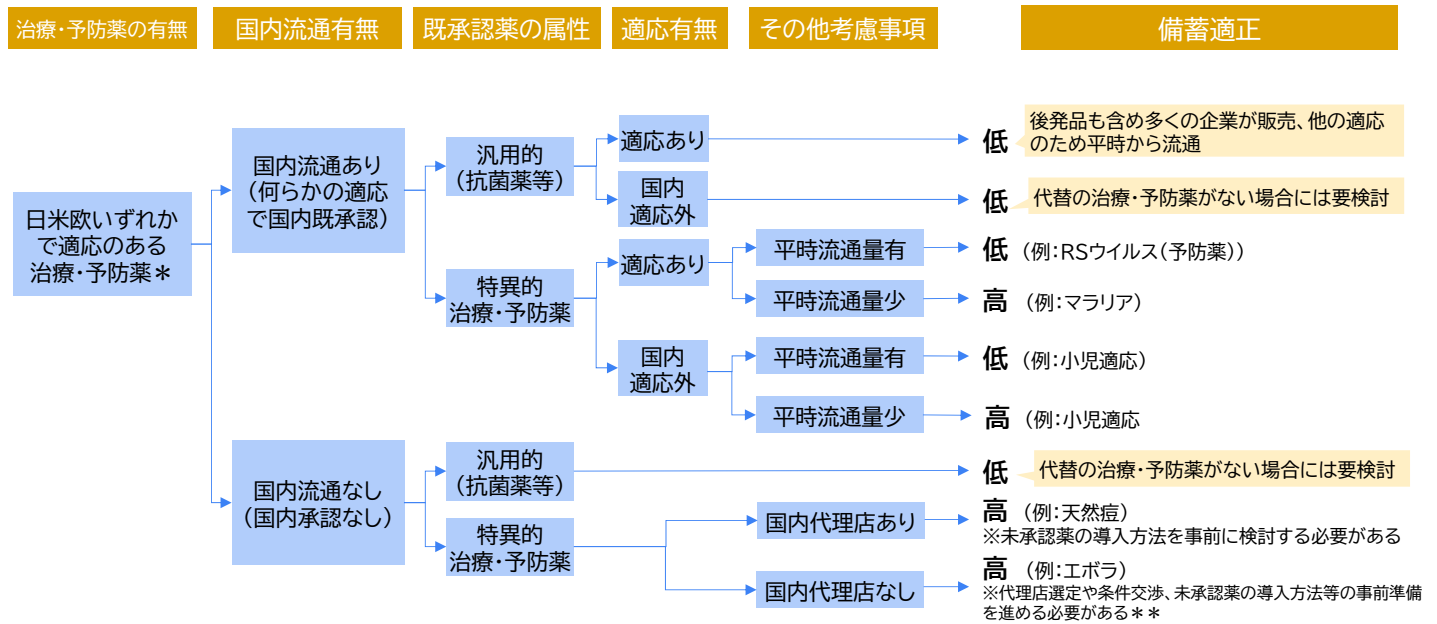 治療・予防薬の有無
国内流通有無
既承認薬の属性
適応有無
その他考慮事項
備蓄適正
日米欧いずれか
で適応のある
治療・予防薬＊
国内流通あり
（何らかの適応
で国内既承認）
汎用的
（抗菌薬等）
適応あり
低
後発品も含め多くの企業が販売、他の適応
のため平時から流通
国内
適応外
低
代替の治療・予防薬がない場合には要検討
特異的
治療・予防薬
適応あり
平時流通量有
低 （例：RSウイルス（予防薬））
平時流通量少
高 （例：マラリア）
国内
適応外
平時流通量有
低 （例：小児適応）
平時流通量少
高 （例：小児適応
国内流通なし
（国内承認なし）
汎用的
（抗菌薬等）
低
代替の治療・予防薬がない場合には要検討
特異的
治療・予防薬
国内代理店あり
高 （例：天然痘）
※未承認薬の導入方法を事前に検討する必要がある
国内代理店なし
高 （例：エボラ）
※代理店選定や条件交渉、未承認薬の導入方法等の事前準備
を進める必要がある＊＊